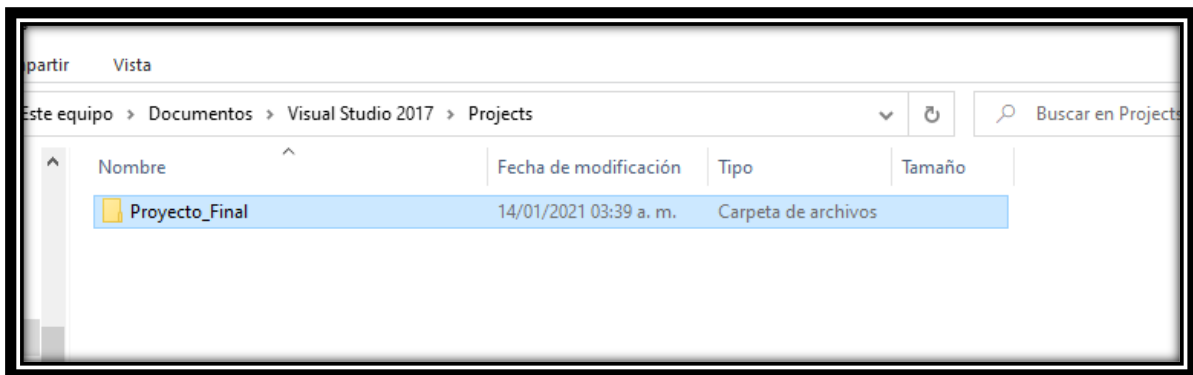 partir Vista
Este equipo > Documentos > Visual Studio 2017 > Projects Buscar en Projects
Nombre Fecha de modificación Tipo Tamaño
Proyecto_Final 14/01/2021 03:39 a. m. Carpeta de archivos